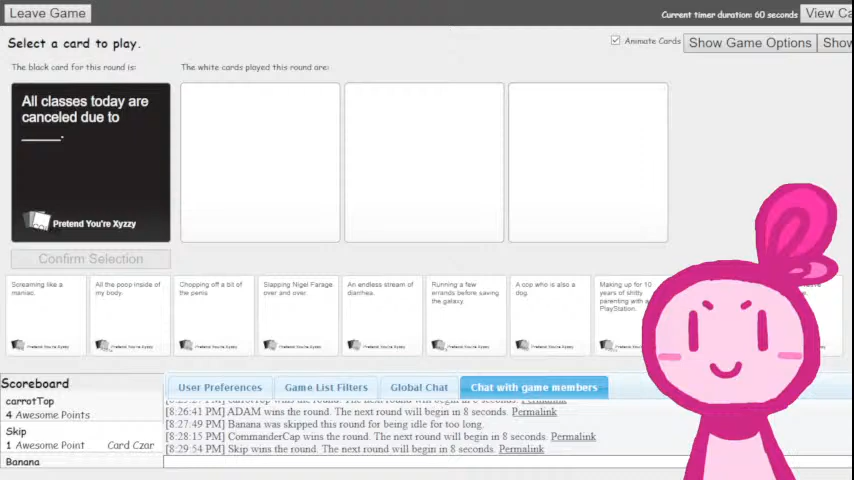 Leave Game
Current timer duration: 60 seconds
View Ca
Select a card to play.
Animate Cards
Show Game Options
Show
The black card for this round is:
The white cards played this round are:
All classes today are
canceled due to
_____.
Pretend You're Xyzzy
Confirm Selection
Screaming like a
maniac.
Pretend You're Xyzzy
All the poop inside of
my body.
Pretend You're Xyzzy
Chopping off a bit of
the penis
Pretend You're Xyzzy
Slapping Nigel Farage
over and over.
Pretend You're Xyzzy
An endless stream of
diarrhea.
Pretend You're Xyzzy
Running a few
errands before saving
the galaxy.
Pretend You're Xyzzy
A cop who is also a
dog.
Pretend You're Xyzzy
Making up for 10
years of shitty
parenting with a
PlayStation.
Scoreboard
carrotTop
4 Awesome Points
Skip
1 Awesome Point Card Czar
Banana
User Preferences
Game List Filters
Global Chat
Chat with game members
[8:26:41 PM] ADAM wins the round. The next round will begin in 8 seconds. Permalink
[8:27:49 PM] Banana was skipped this round for being idle for too long.
[8:28:15 PM] CommanderCap wins the round. The next round will begin in 8 seconds. Permalink
[8:29:54 PM] Skip wins the round. The next round will begin in 8 seconds. Permalink